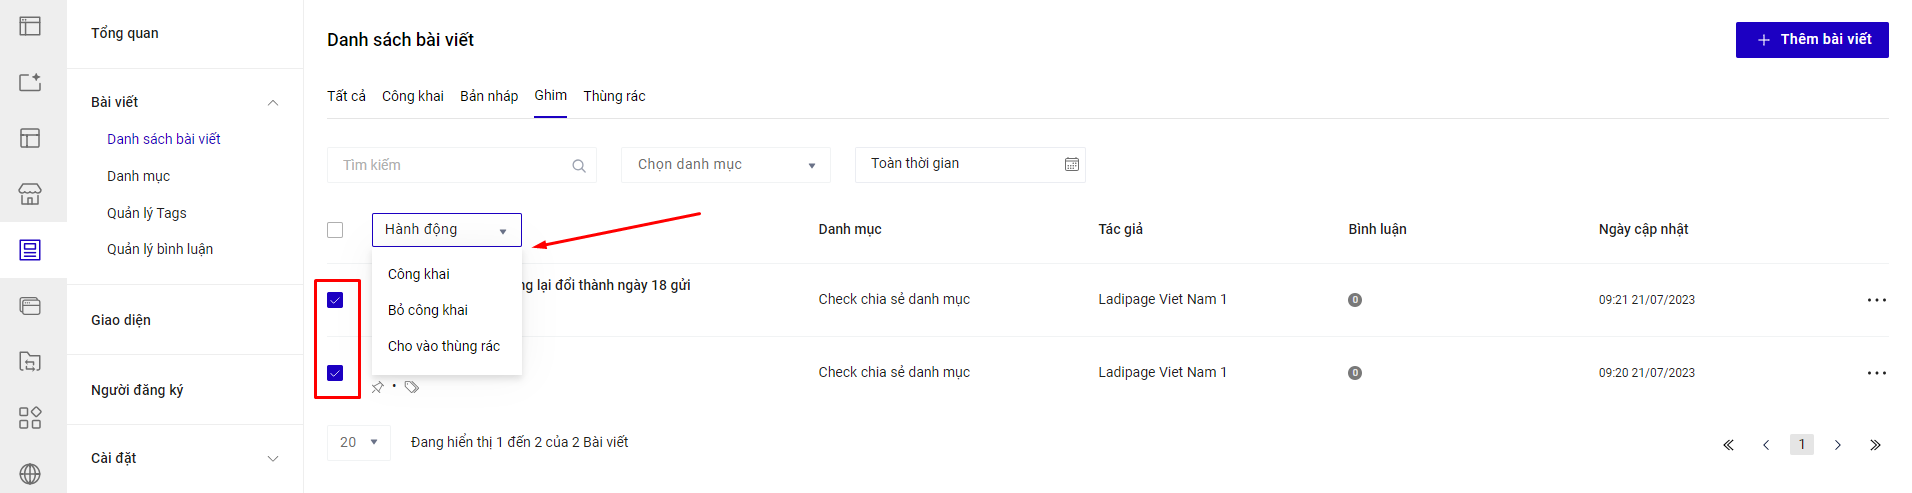 Tổng quan
Bài viết
Danh sách bài viết
Danh mục
Quản lý Tags
Quản lý bình luận
Giao diện
Người đăng ký
Cài đặt
Danh sách bài viết
Thêm bài viết
Tất cả Công khai Bản nháp Ghim Thùng rác
Tìm kiếm Chọn danh mục Toàn thời gian
Hành động Danh mục Tác giả Bình luận Ngày cập nhật
Công khai
Bỏ công khai
Cho vào thùng rác
lại đổi thành ngày 18 gửi
Check chia sẻ danh mục Ladipage Viet Nam 1 0 09:21 21/07/2023
Check chia sẻ danh mục Ladipage Viet Nam 1 0 09:20 21/07/2023
20 Đang hiển thị 1 đến 2 của 2 Bài viết 1